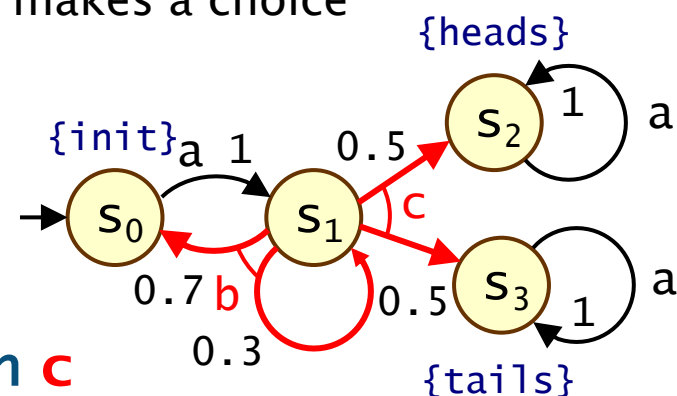 makes a choice
{heads}
1
a
s2
{init}
a 1
0.5
c
s0
s1
0.7 b
0.5
s3
1
a
0.3
c
{tails}